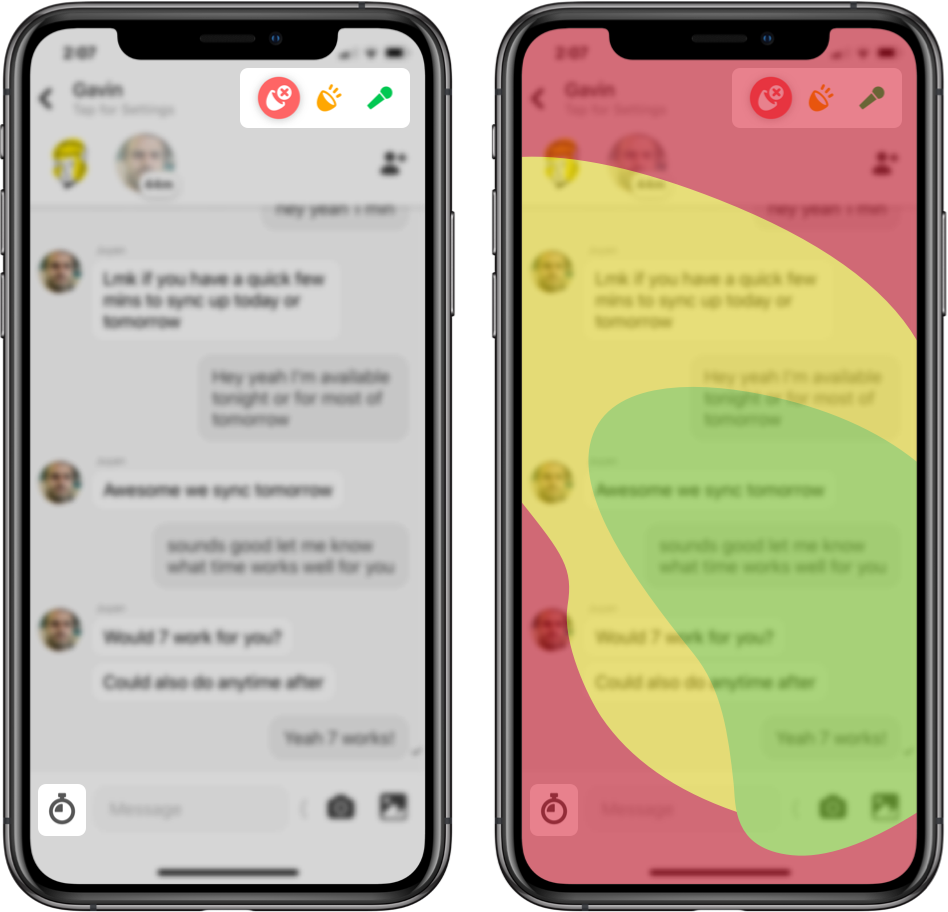 2:07
Gavin
Tap for Settings
hey yeah 1 min
Lmk if you have a quick few
mins to sync up today or
tomorrow
Hey yeah I'm available
tonight or for most of
tomorrow
Awesome we sync tomorrow
sounds good let me know
what time works well for you
Would 7 work for you?
Could also do anytime after
Yeah 7 works!
Message
2:07
Gavin
Tap for Settings
hey yeah 1 min
Lmk if you have a quick few
mins to sync up today or
tomorrow
Hey yeah I'm available
tonight or for most of
tomorrow
Awesome we sync tomorrow
sounds good let me know
what time works well for you
Would 7 work for you?
Could also do anytime after
Yeah 7 works!
Message